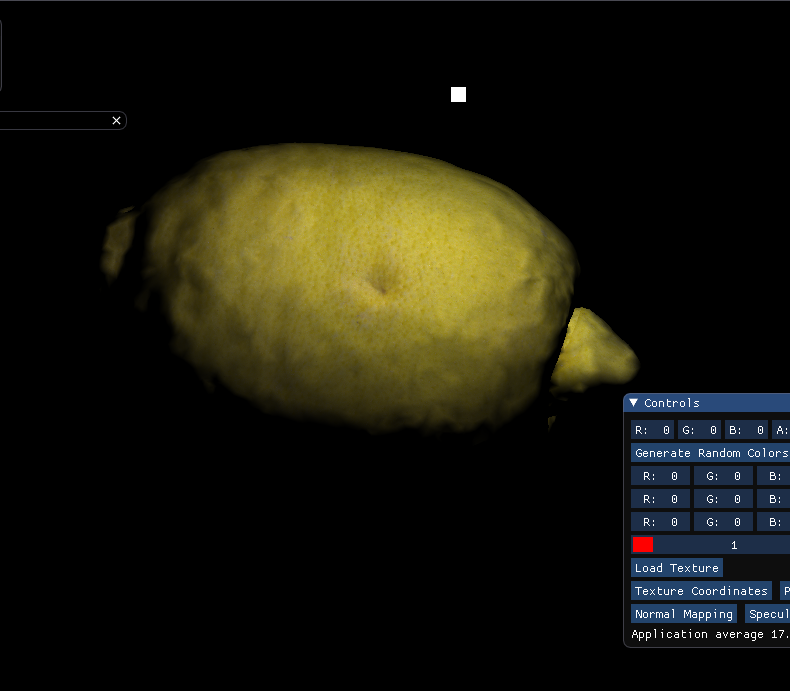 Controls
R: 0 G: 0 B: 0 A:
Generate Random Colors
R: 0 G: 0 B:
R: 0 G: 0 B:
R: 0 G: 0 B:
1
Load Texture
Texture Coordinates P
Normal Mapping Specul
Application average 17.